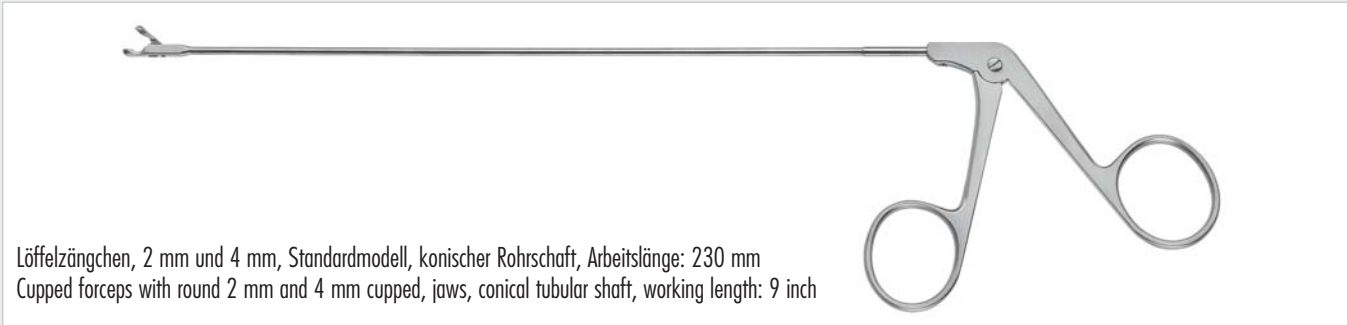 Löffelzängchen, 2 mm und 4 mm, Standardmodell, konischer Rohrschaft, Arbeitslänge: 230 mm
Cupped forceps with round 2 mm and 4 mm cupped, jaws, conical tubular shaft, working length: 9 inch